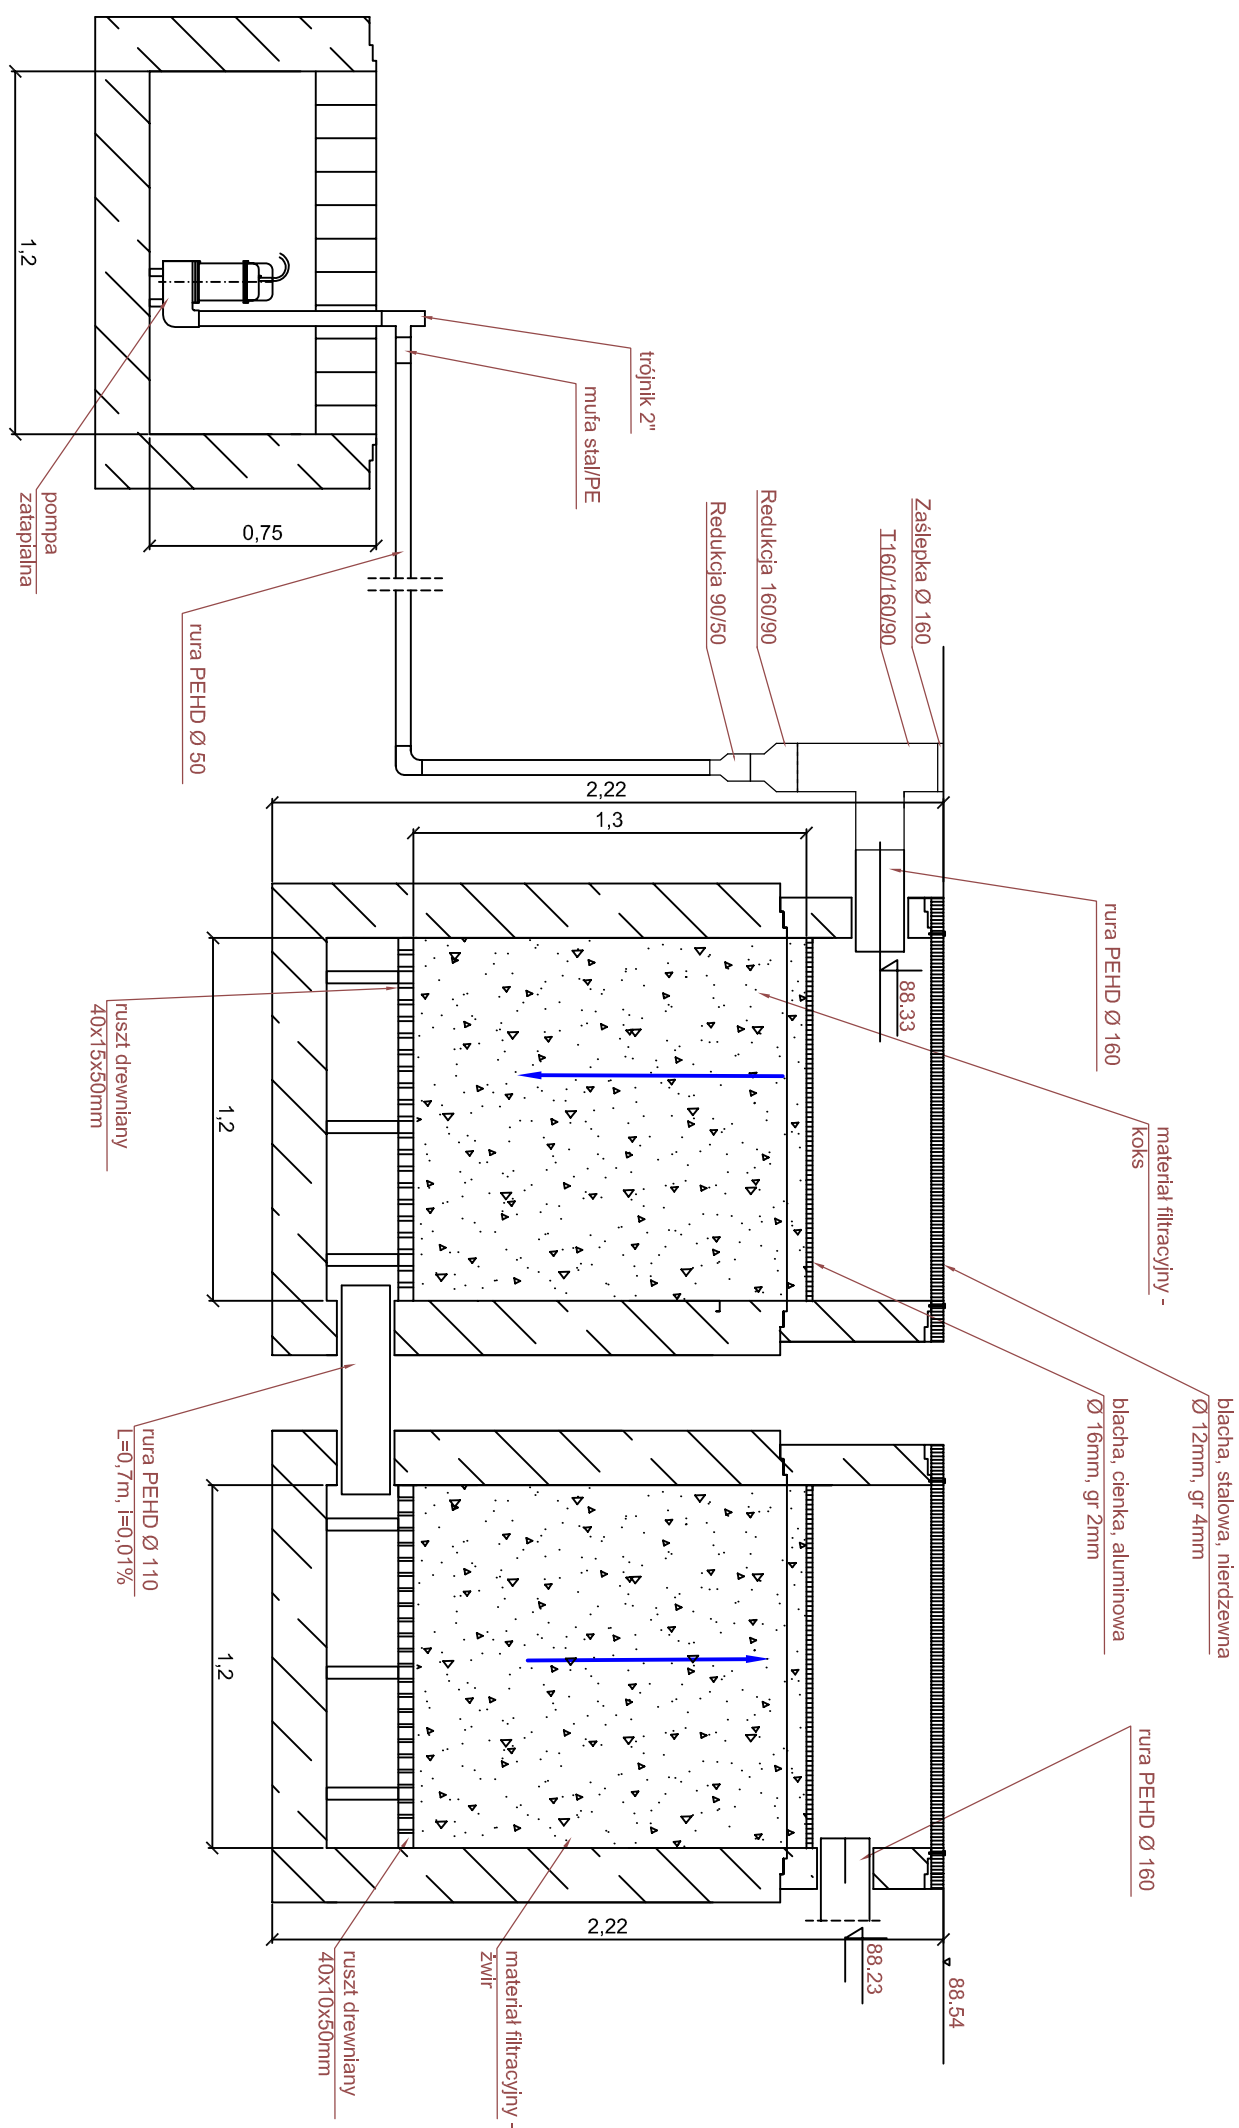 Zaślepka Ø 160
T160/160/90
Redukcja 160/90
Redukcja 90/50
trójnik 2"
mufa stal/PE
rura PEHD Ø 50
pompa
zatapialna
1,2
0,75
2,22
1,3
rura PEHD Ø 160
88,33
materiał filtracyjny -
koks
ruszt drewniany
40x15x50mm
1,2
blacha, stalowa, nierdzewna
Ø 12mm, gr 4mm
blacha, cienka, aluminowa
Ø 16mm, gr 2mm
rura PEHD Ø 110
L=0,7m, i=0,01%
1,2
rura PEHD Ø 160
88,23
88,54
2,22
materiał filtracyjny -
żwir
ruszt drewniany
40x10x50mm